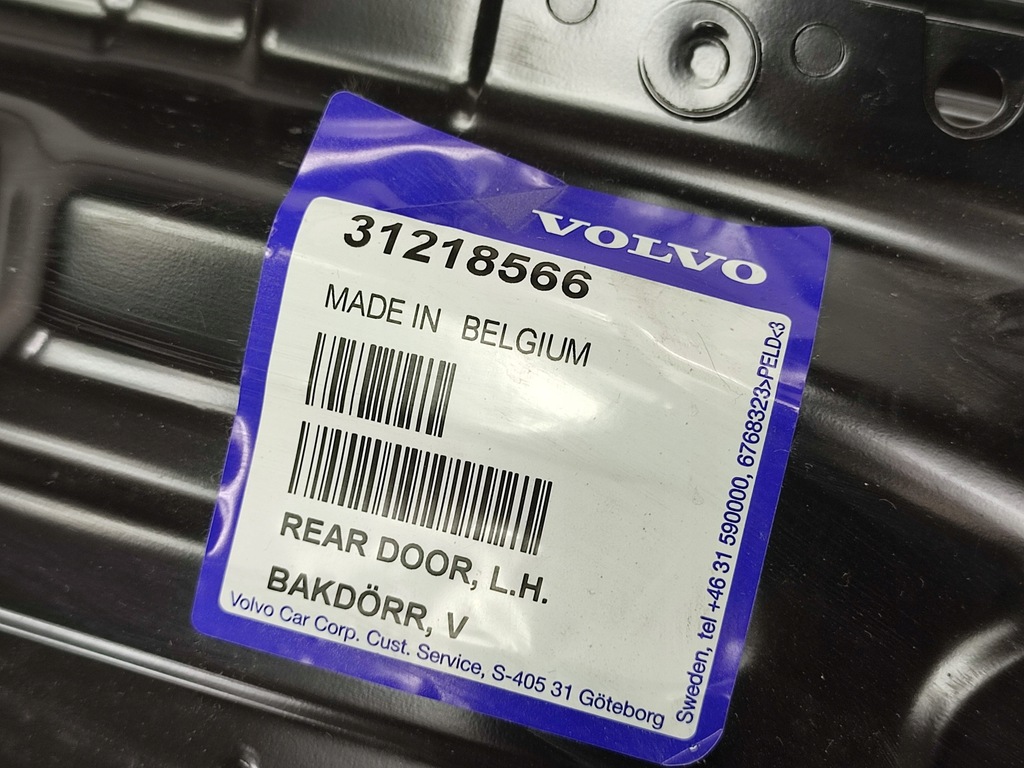 VOLVO
31218566
MADE IN BELGIUM
REAR DOOR, L.H.
BAKDÖRR, V
Volvo Car Corp. Cust. Service, S-405 31 Göteborg
Sweden, tel +46 31 590000, 6768323>PELD<3